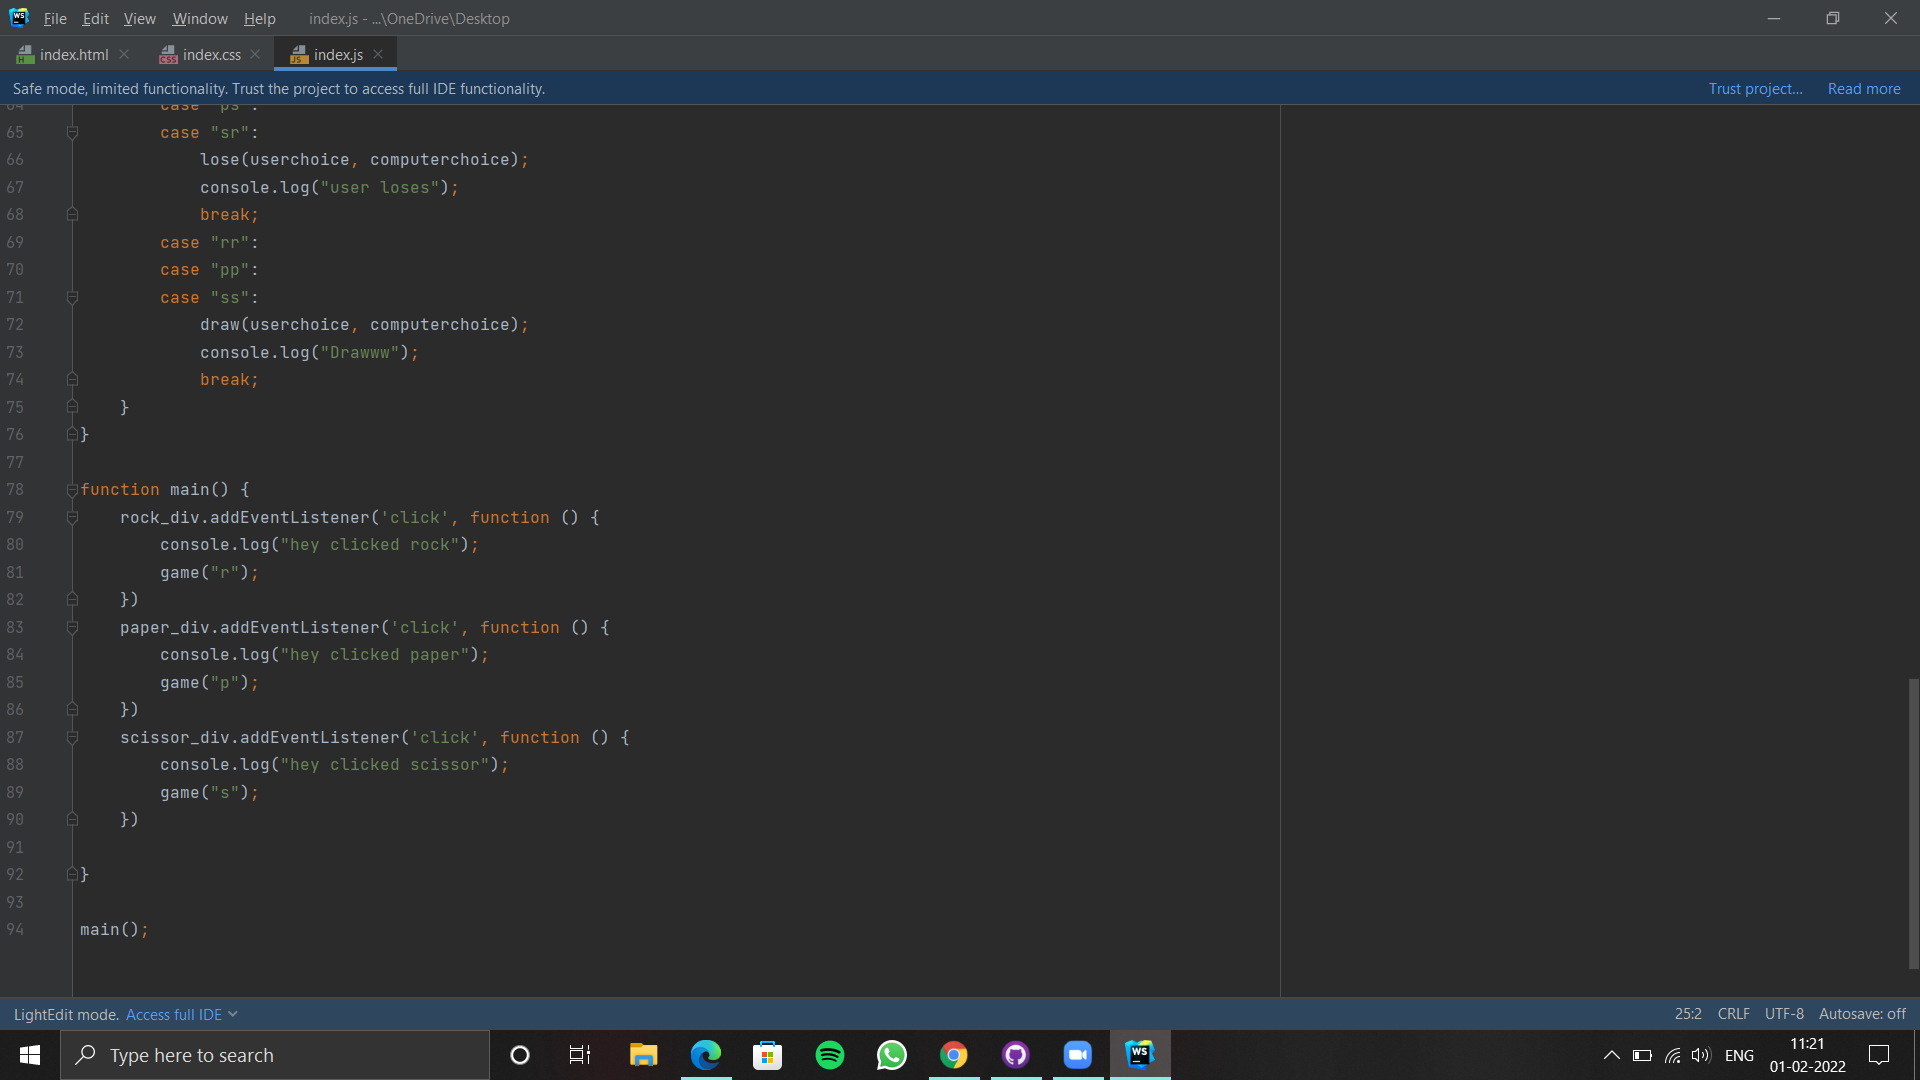 WS File Edit View Window Help index.js - ...\OneDrive\Desktop
index.html index.css index.js
Safe mode, limited functionality. Trust the project to access full IDE functionality. Trust project... Read more
64 case "ps":
65 case "sr":
66 lose(userchoice, computerchoice);
67 console.log("user loses");
68 break;
69 case "rr":
70 case "pp":
71 case "ss":
72 draw(userchoice, computerchoice);
73 console.log("Drawww");
74 break;
75 }
76 }
77
78 function main() {
79 rock_div.addEventListener('click', function () {
80 console.log("hey clicked rock");
81 game("r");
82 })
83 paper_div.addEventListener('click', function () {
84 console.log("hey clicked paper");
85 game("p");
86 })
87 scissor_div.addEventListener('click', function () {
88 console.log("hey clicked scissor");
89 game("s");
90 })
91
92 }
93
94 main();
LightEdit mode. Access full IDE 25:2 CRLF UTF-8 Autosave: off
Type here to search WS ENG 11:21
01-02-2022